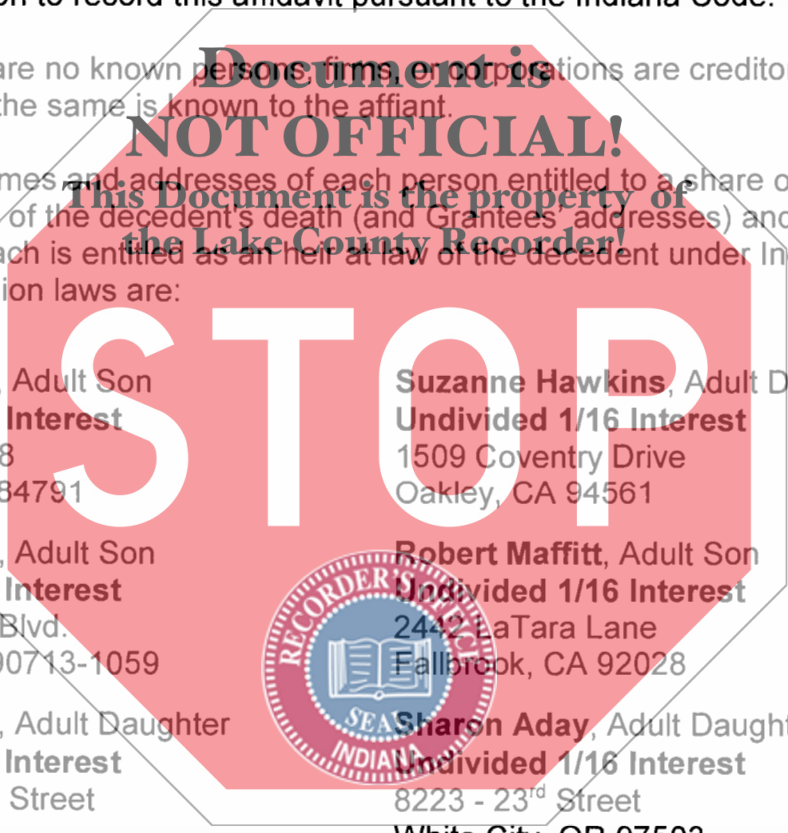 n to record this affidavit pursuant to the Indiana Code.
Document is
are no known persons, firms, or corporations are creditor
the same is known to the affiant.
NOT OFFICIAL!
mes and addresses of each person entitled to a share o
This Document is the property of
of the decedent's death (and Grantees' addresses) and
the Lake County Recorder!
ach is entitled as an heir at law of the decedent under In
ion laws are:
STOP
, Adult Son
Interest
8
84791
Suzanne Hawkins, Adult D
Undivided 1/16 Interest
1509 Coventry Drive
Oakley, CA 94561
, Adult Son
Interest
Blvd.
90713-1059
Robert Maffitt, Adult Son
Undivided 1/16 Interest
2442 LaTara Lane
Fallbrook, CA 92028
RECORDER'S OFFICE
SEAL
INDIANA
, Adult Daughter
Interest
Street
Sharon Aday, Adult Daught
Undivided 1/16 Interest
8223 - 23rd Street
White City, OR 97503